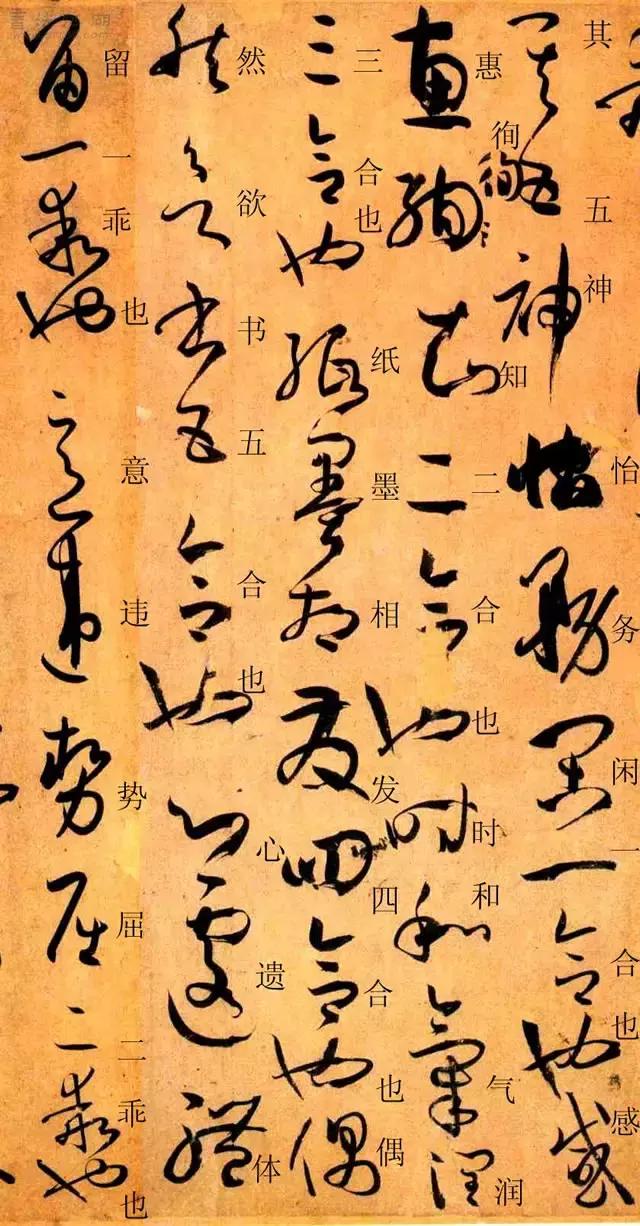 其五神怡务闲一合也感
惠徇知二合也时和气润
三合也纸墨相发四合也偶
然欲书五合也心遗体
留一乖也意违势屈二乖也